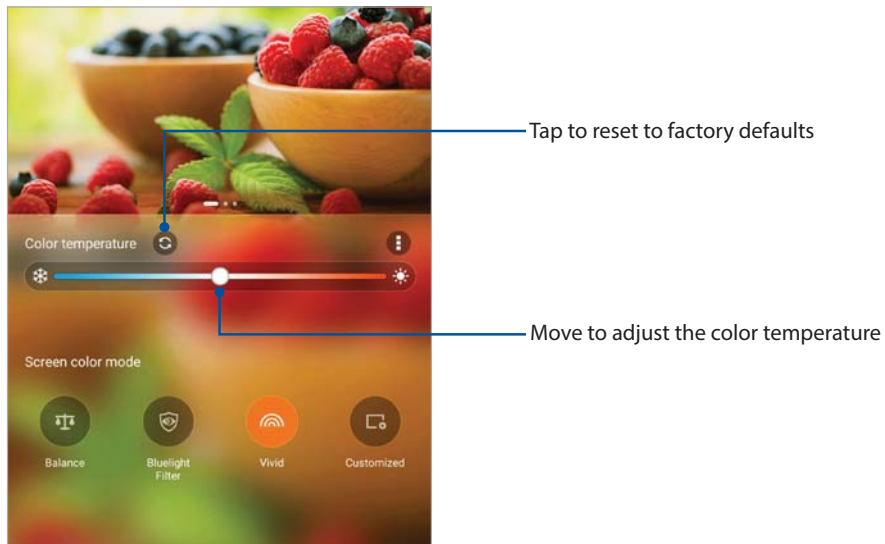 Tap to reset to factory defaults
Color temperature
Move to adjust the color temperature
Screen color mode
Balance
Bluelight
Filter
Vivid
Customized